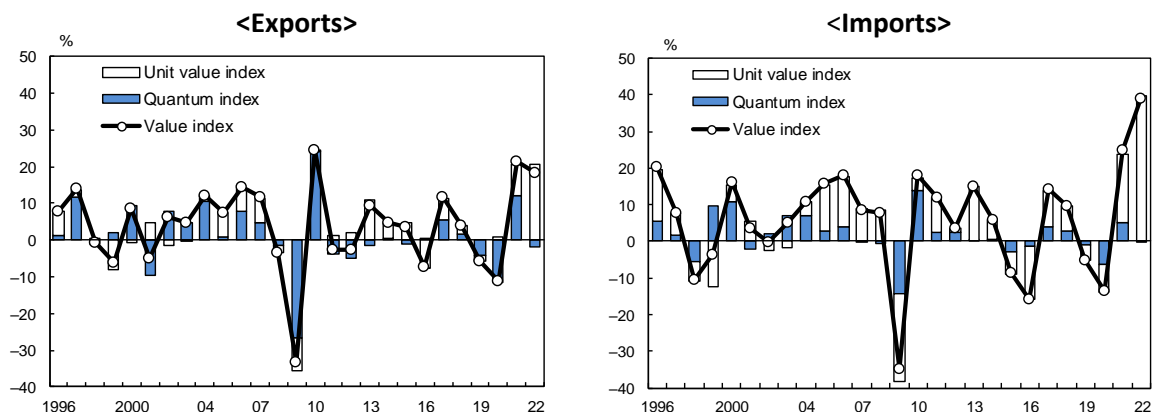 <Exports>
%
50
40
30
20
10
0
–10
–20
–30
–40
Unit value index
Quantum index
Value index
1996 2000 04 07 10 13 16 19 22
<Imports>
%
50
40
30
20
10
0
–10
–20
–30
–40
Unit value index
Quantum index
Value index
1996 2000 04 07 10 13 16 19 22